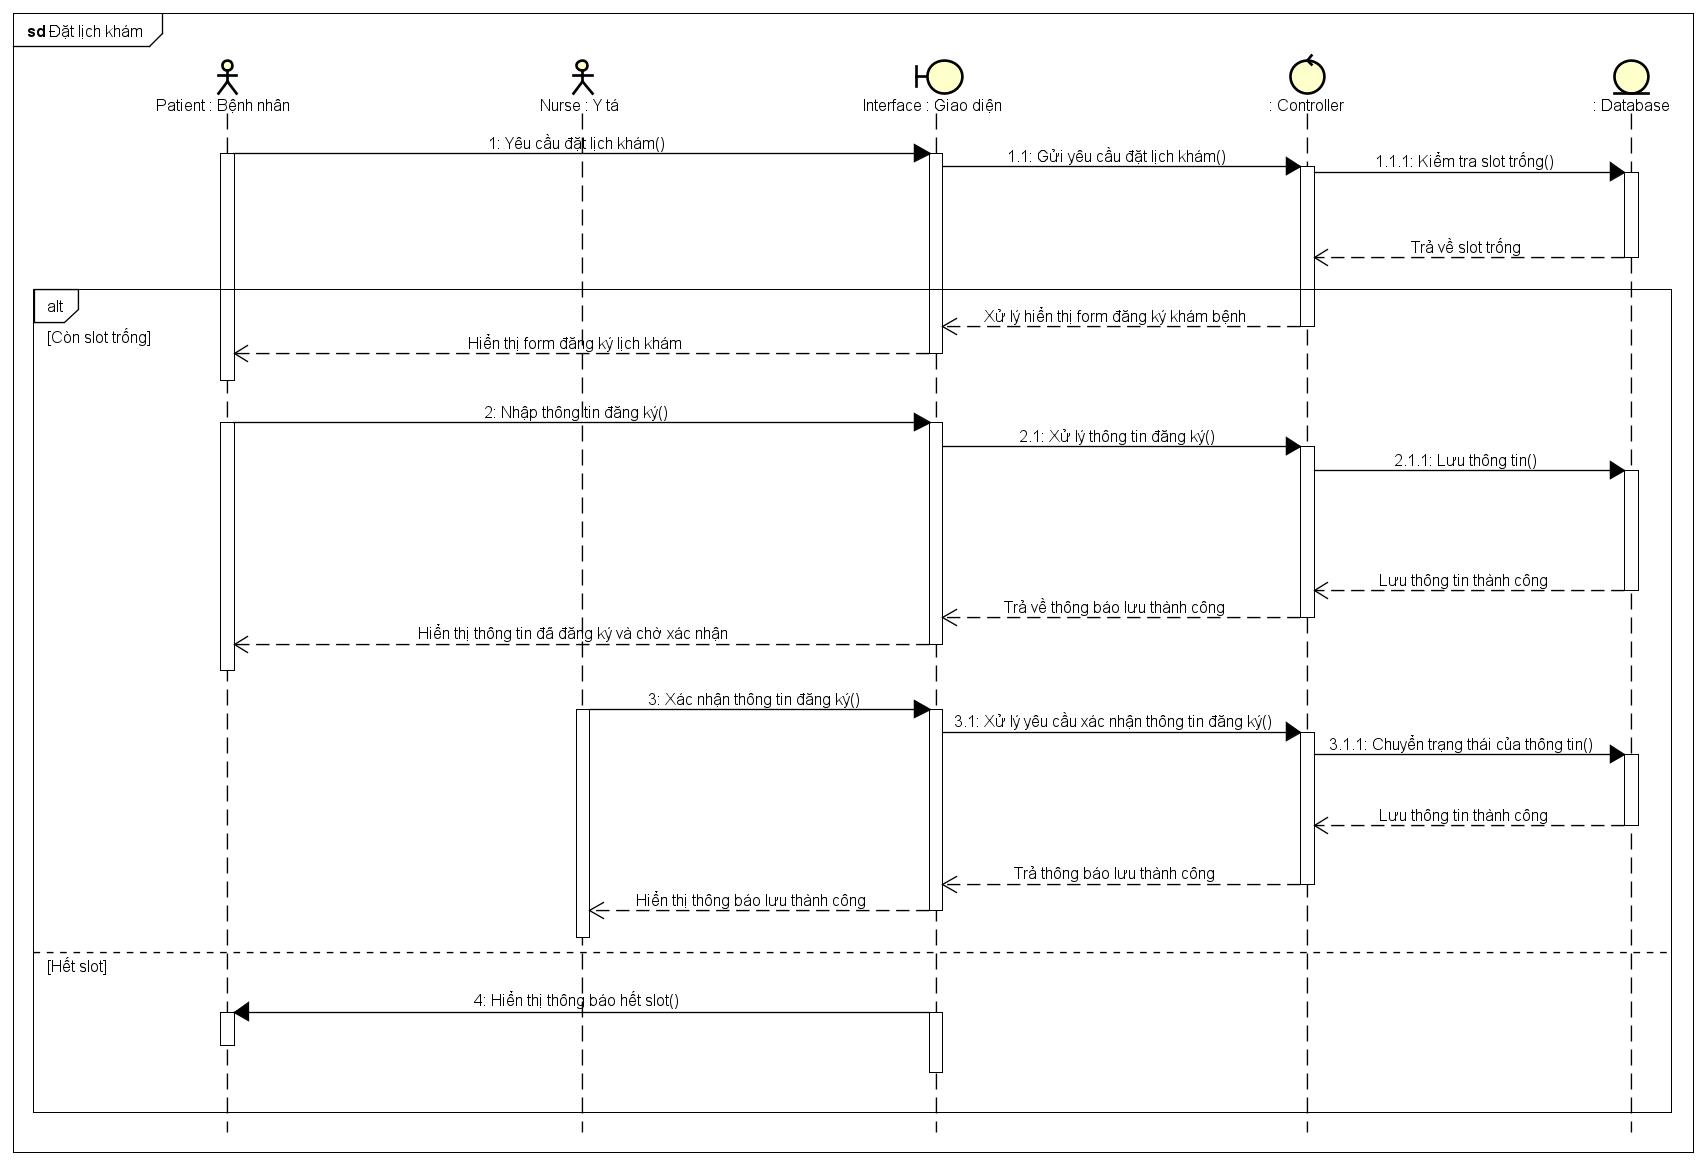 sd Đặt lịch khám
Patient : Bệnh nhân
Nurse : Y tá
Interface : Giao diện
: Controller
: Database
1: Yêu cầu đặt lịch khám()
1.1: Gửi yêu cầu đặt lịch khám()
1.1.1: Kiểm tra slot trống()
Trả về slot trống
alt
[Còn slot trống]
Xử lý hiển thị form đăng ký khám bệnh
Hiển thị form đăng ký lịch khám
2: Nhập thông tin đăng ký()
2.1: Xử lý thông tin đăng ký()
2.1.1: Lưu thông tin()
Lưu thông tin thành công
Trả về thông báo lưu thành công
Hiển thị thông tin đã đăng ký và chờ xác nhận
3: Xác nhận thông tin đăng ký()
3.1: Xử lý yêu cầu xác nhận thông tin đăng ký()
3.1.1: Chuyển trạng thái của thông tin()
Lưu thông tin thành công
Trả thông báo lưu thành công
Hiển thị thông báo lưu thành công
[Hết slot]
4: Hiển thị thông báo hết slot()